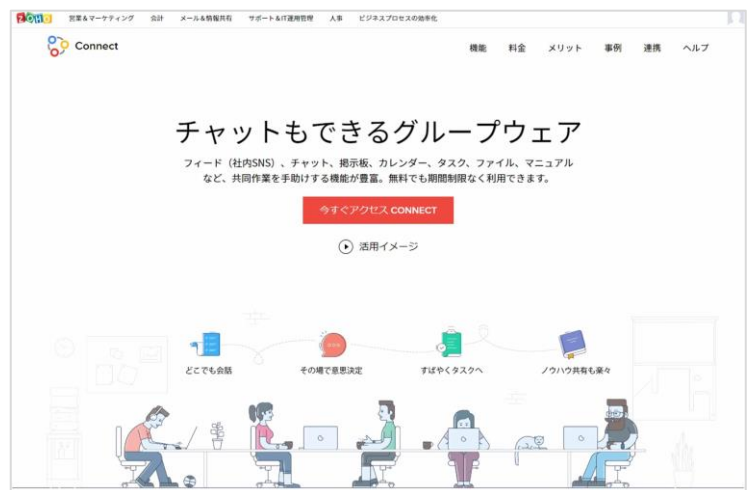 ZOHO 営業&マーケティング 会計 メール&情報共有 サポート&IT運用管理 人事 ビジネスプロセスの効率化
Connect 機能 料金 メリット 事例 連携 ヘルプ
チャットもできるグループウェア
フィード（社内SNS）、チャット、掲示板、カレンダー、タスク、ファイル、マニュアル
など、共同作業を手助けする機能が豊富。無料でも期間制限なく利用できます。
今すぐアクセス CONNECT
活用イメージ
どこでも会話 その場で意思決定 すばやくタスクへ ノウハウ共有も楽々